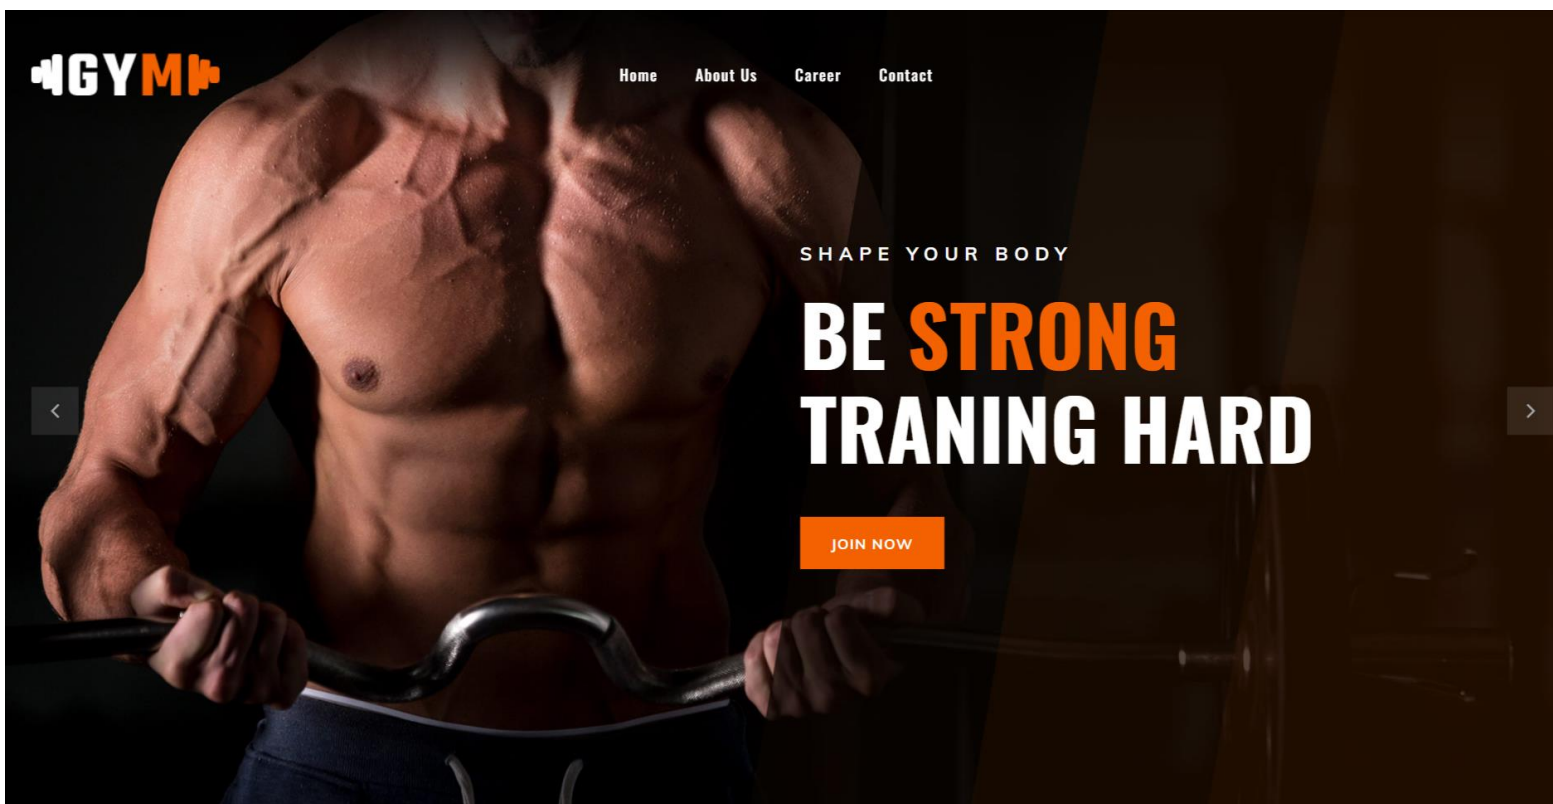 GYM
Home About Us Career Contact
SHAPE YOUR BODY
BE STRONG
TRANING HARD
JOIN NOW